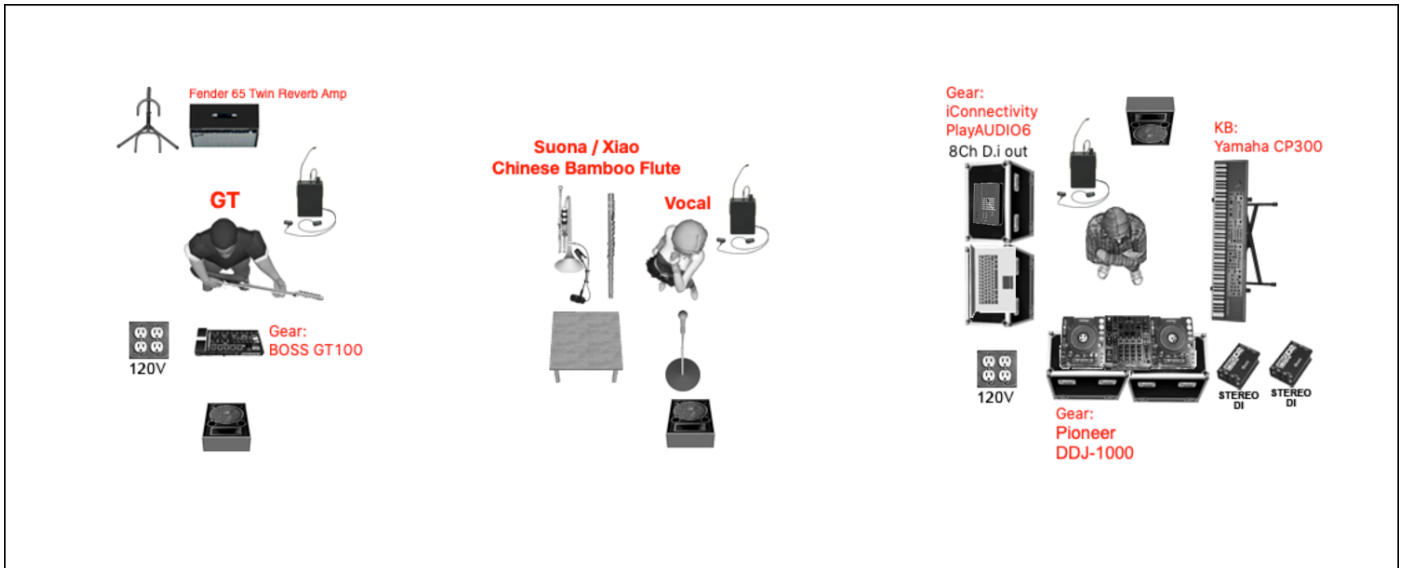 Fender 65 Twin Reverb Amp
GT
Gear:
BOSS GT100
120V
Suona / Xiao
Chinese Bamboo Flute
Vocal
Gear:
iConnectivity
PlayAUDIO6
8Ch D.i out
KB:
Yamaha CP300
120V
STEREO
DI
STEREO
DI
Gear:
Pioneer
DDJ-1000